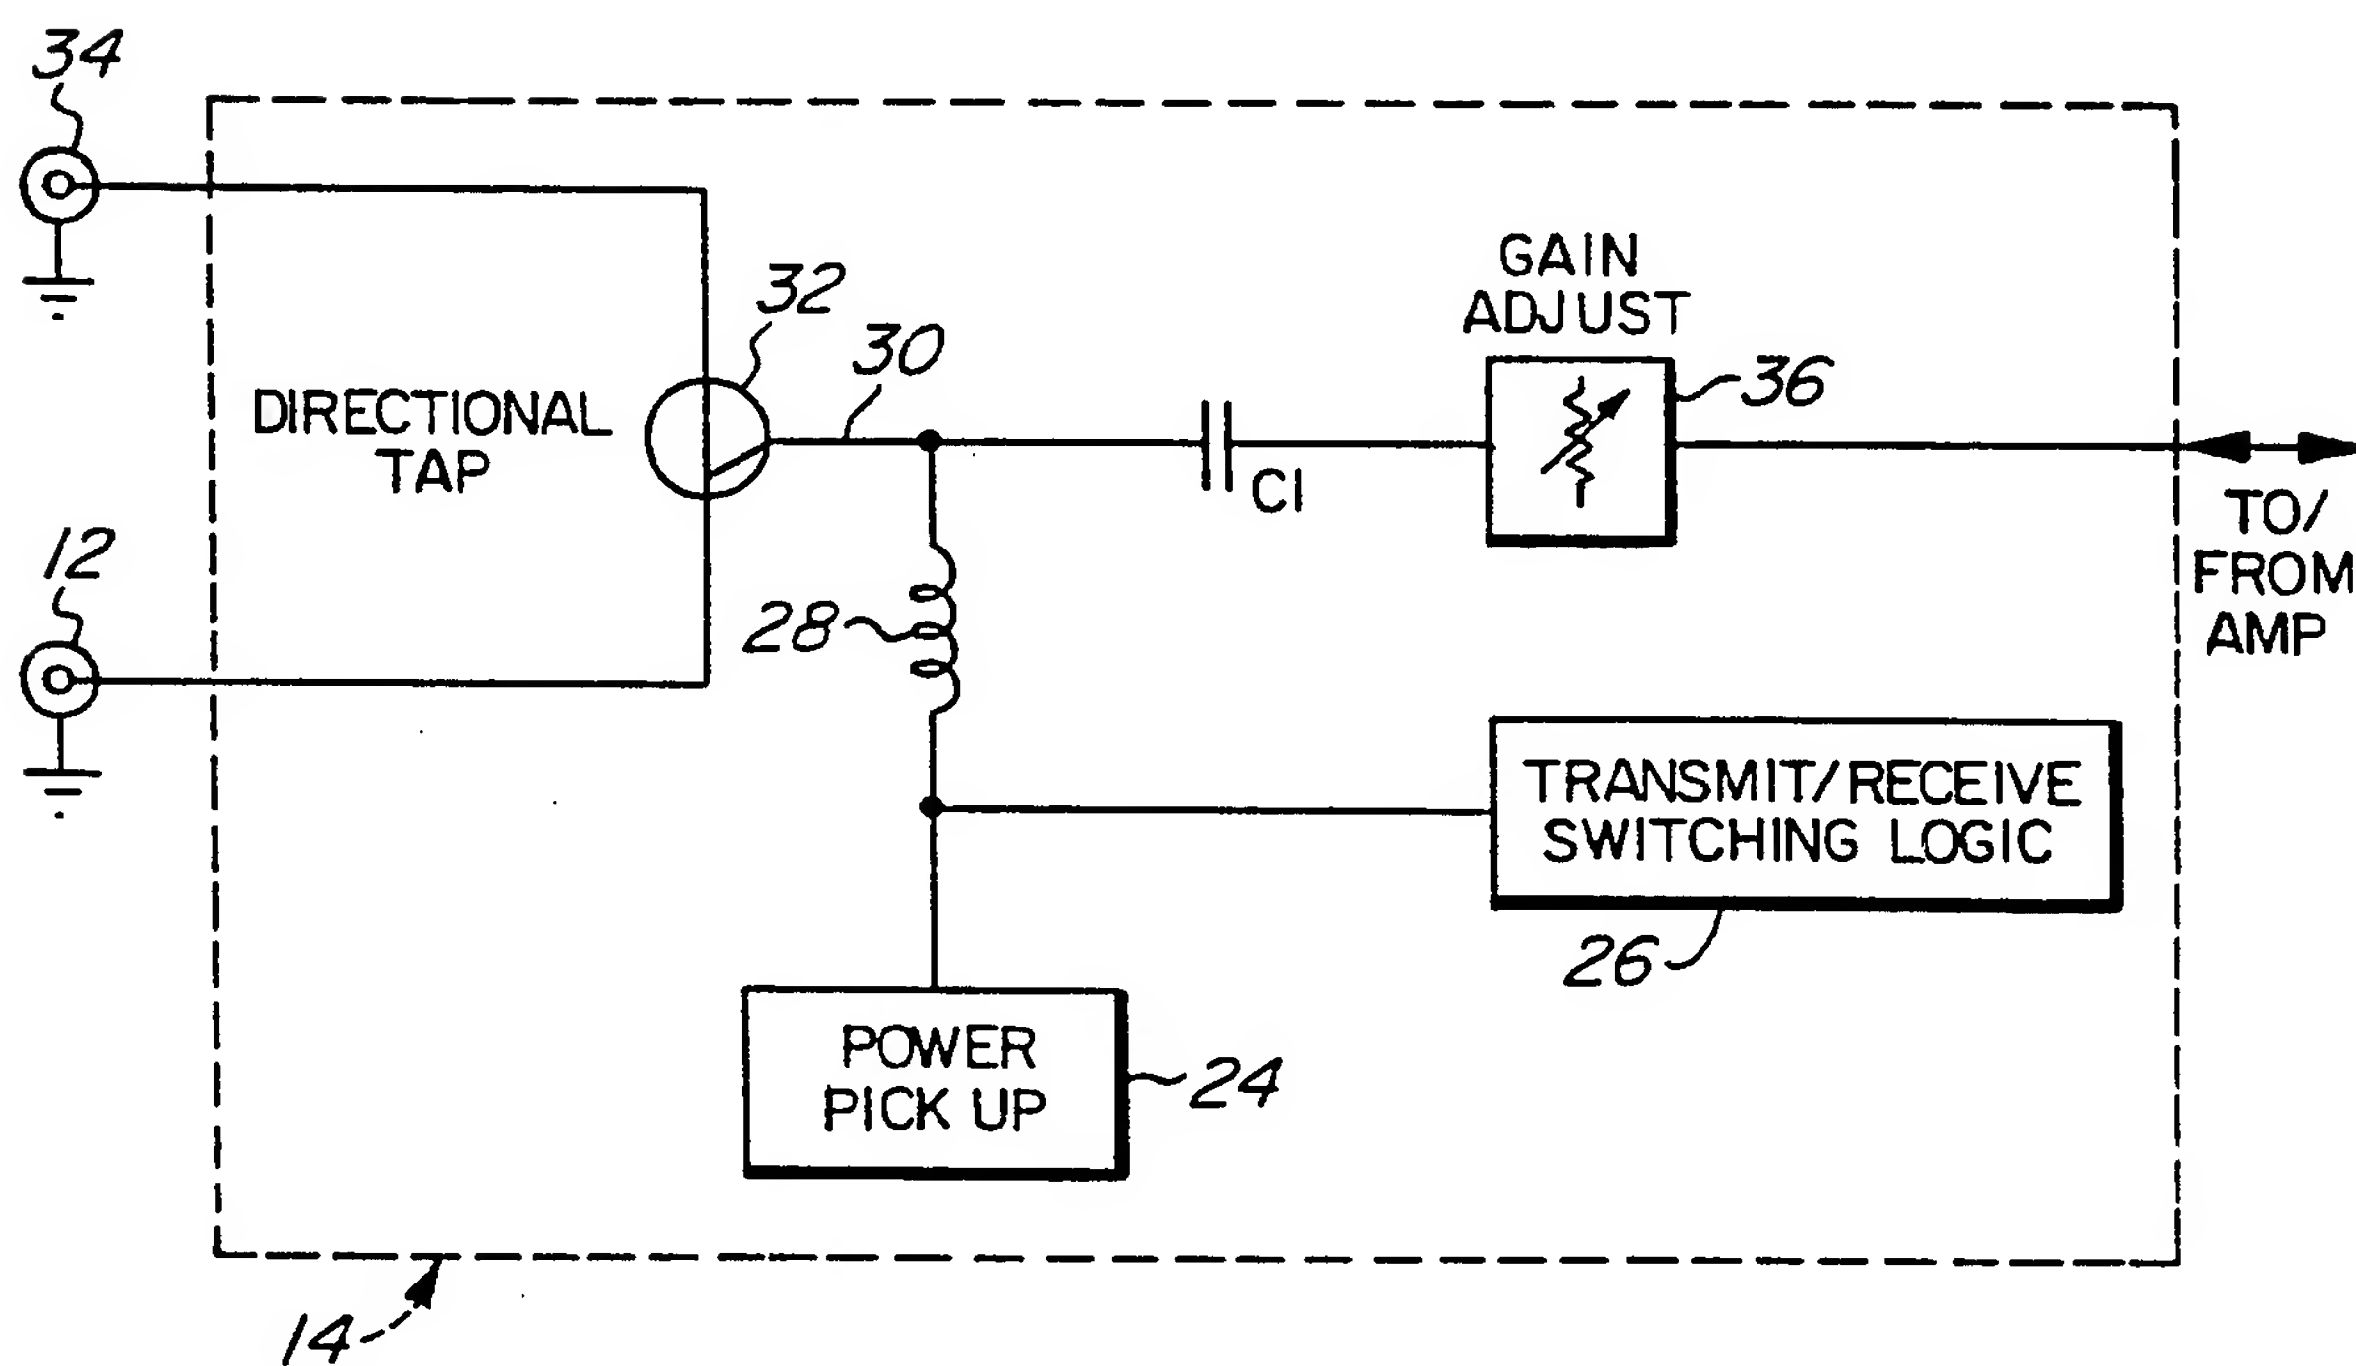 34
GAIN
ADJUST
32
30
36
DIRECTIONAL
TAP
C1
TO/
FROM
AMP
12
28
TRANSMIT/RECEIVE
SWITCHING LOGIC
26
POWER
PICK UP
24
14